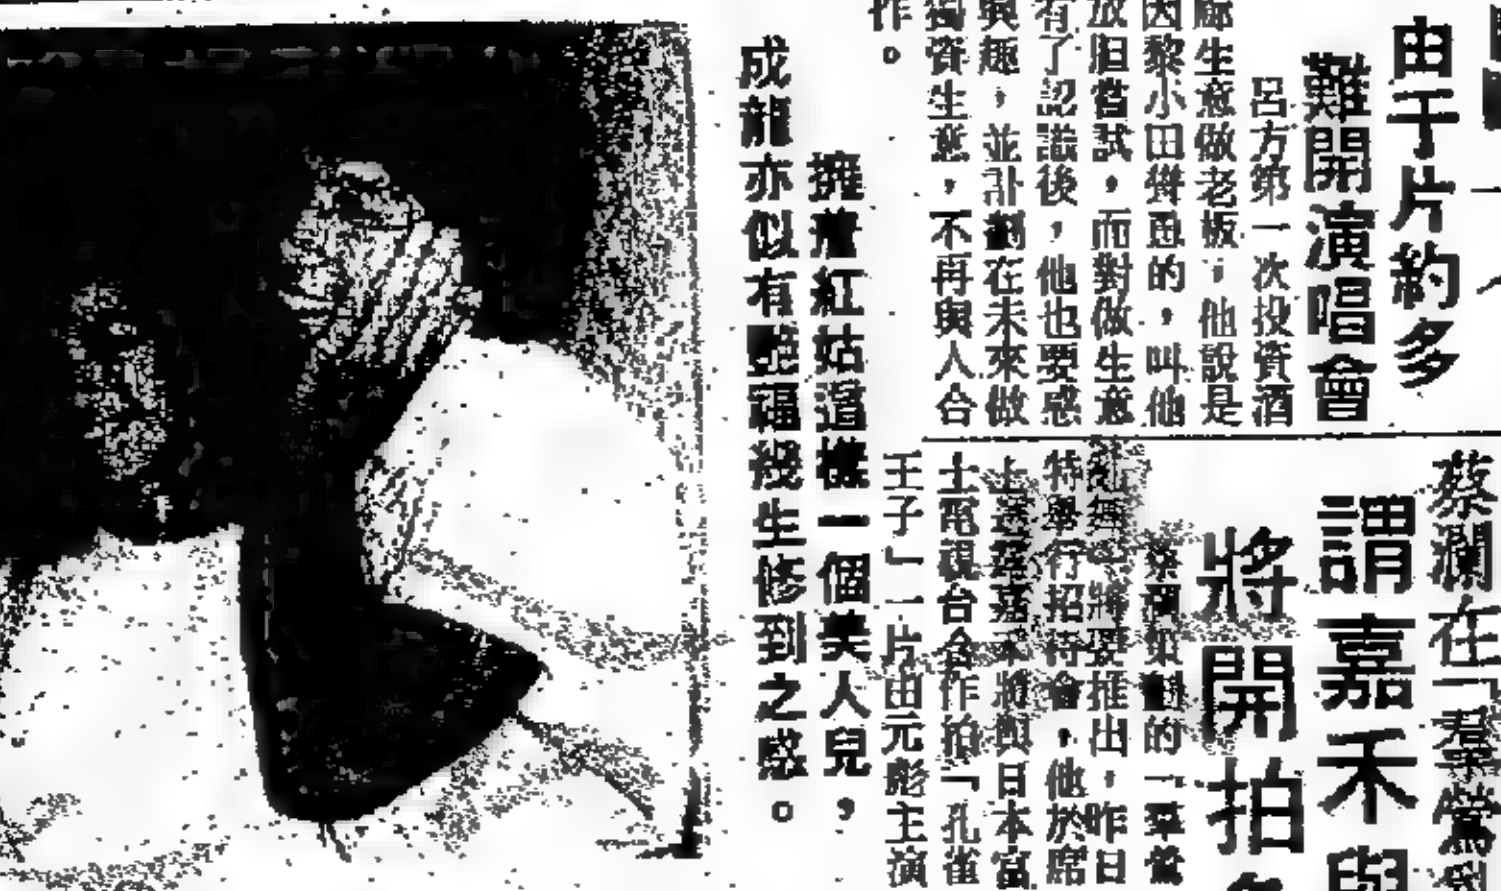 由于片約多
難開演唱會
呂方第一次投資酒
廊生意做老板，他說是
因黎小田聳恿的，叫他
放胆嘗試，而對做生意
有了認識後，他也要感
興趣，並計劃在未來做
獨資生意，不再與人合
作。
擁着紅姑這樣一個美人兒，
成龍亦似有艷福幾生修到之感。
蔡瀾在「羣鶯
謂嘉禾與
將開拍
蔡瀾策劃的「羣鶯
亂舞」將要推出，昨日
特舉行招待會，他於席
上透露嘉禾將與日本富
士電視台合作拍「孔雀
王子」一片由元彪主演